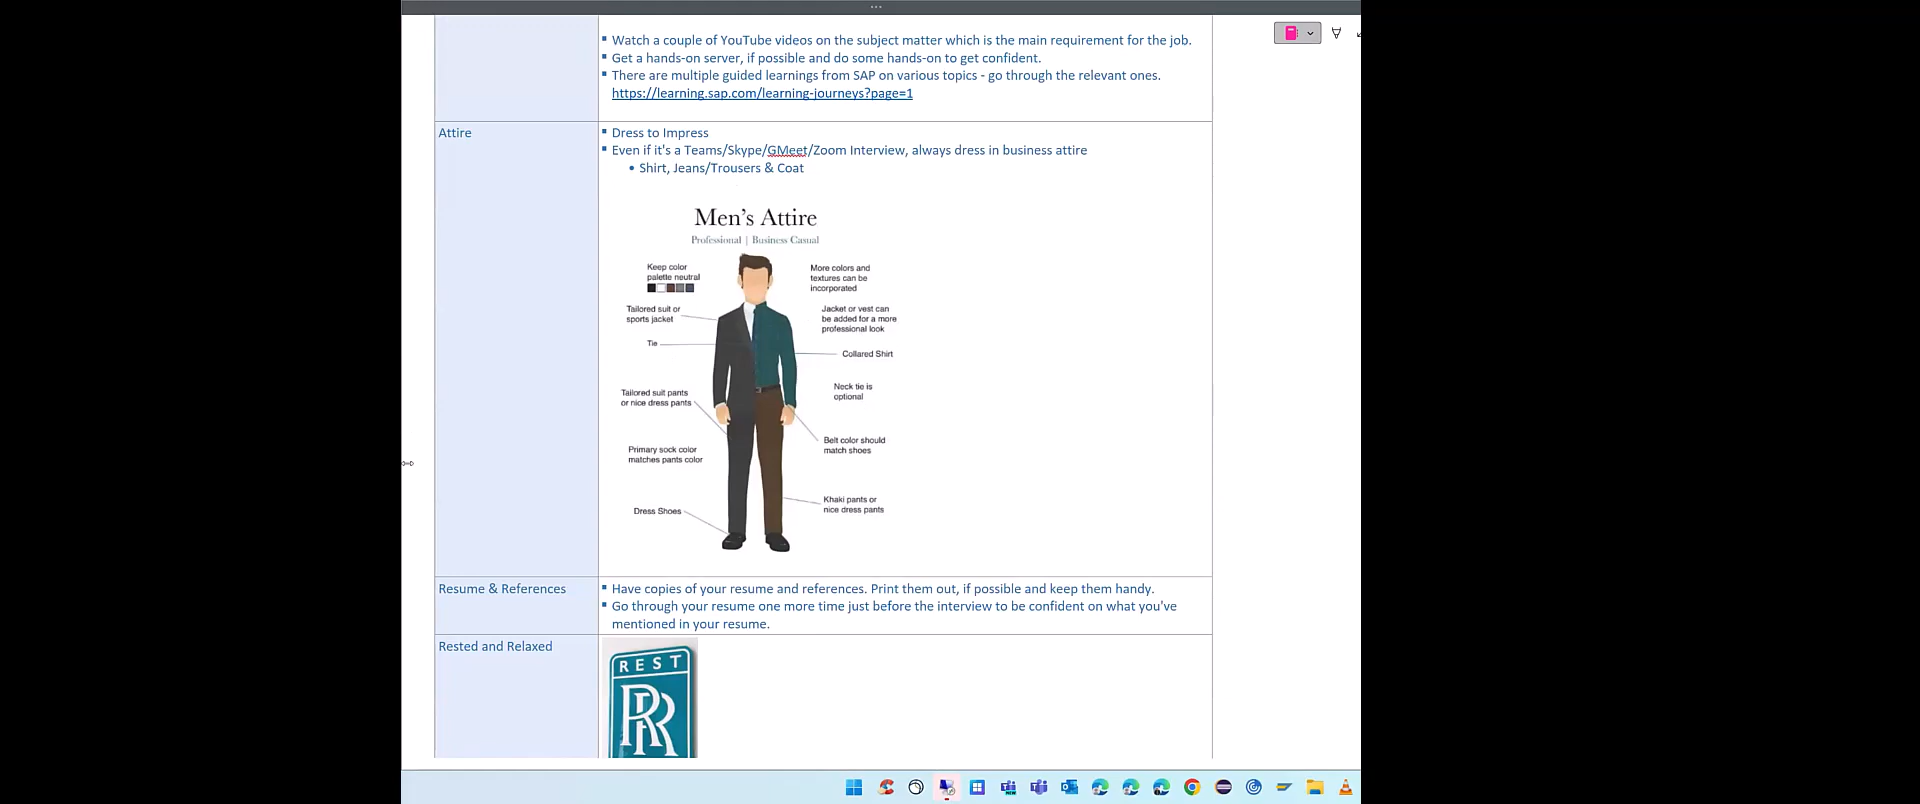 Watch a couple of YouTube videos on the subject matter which is the main requirement for the job.
Get a hands-on server, if possible and do some hands-on to get confident.
There are multiple guided learnings from SAP on various topics - go through the relevant ones.
https://learning.sap.com/learning-journeys?page=1
Attire
Dress to Impress
Even if it's a Teams/Skype/GMeet/Zoom Interview, always dress in business attire
Shirt, Jeans/Trousers & Coat
Men's Attire
Professional | Business Casual
Keep color
palette neutral
More colors and
textures can be
incorporated
Tailored suit or
sports jacket
Jacket or vest can
be added for a more
professional look
Tie
Collared Shirt
Neck tie is
optional
Tailored suit pants
or nice dress pants
Belt color should
match shoes
Primary sock color
matches pants color
Khaki pants or
nice dress pants
Dress Shoes
Resume & References
Have copies of your resume and references. Print them out, if possible and keep them handy.
Go through your resume one more time just before the interview to be confident on what you've
mentioned in your resume.
Rested and Relaxed
REST
RR